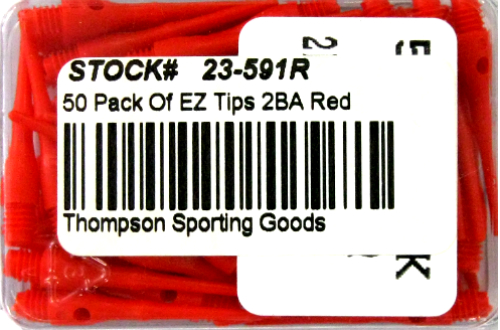 STOCK# 23-591R
50 Pack Of EZ Tips 2BA Red
Thompson Sporting Goods